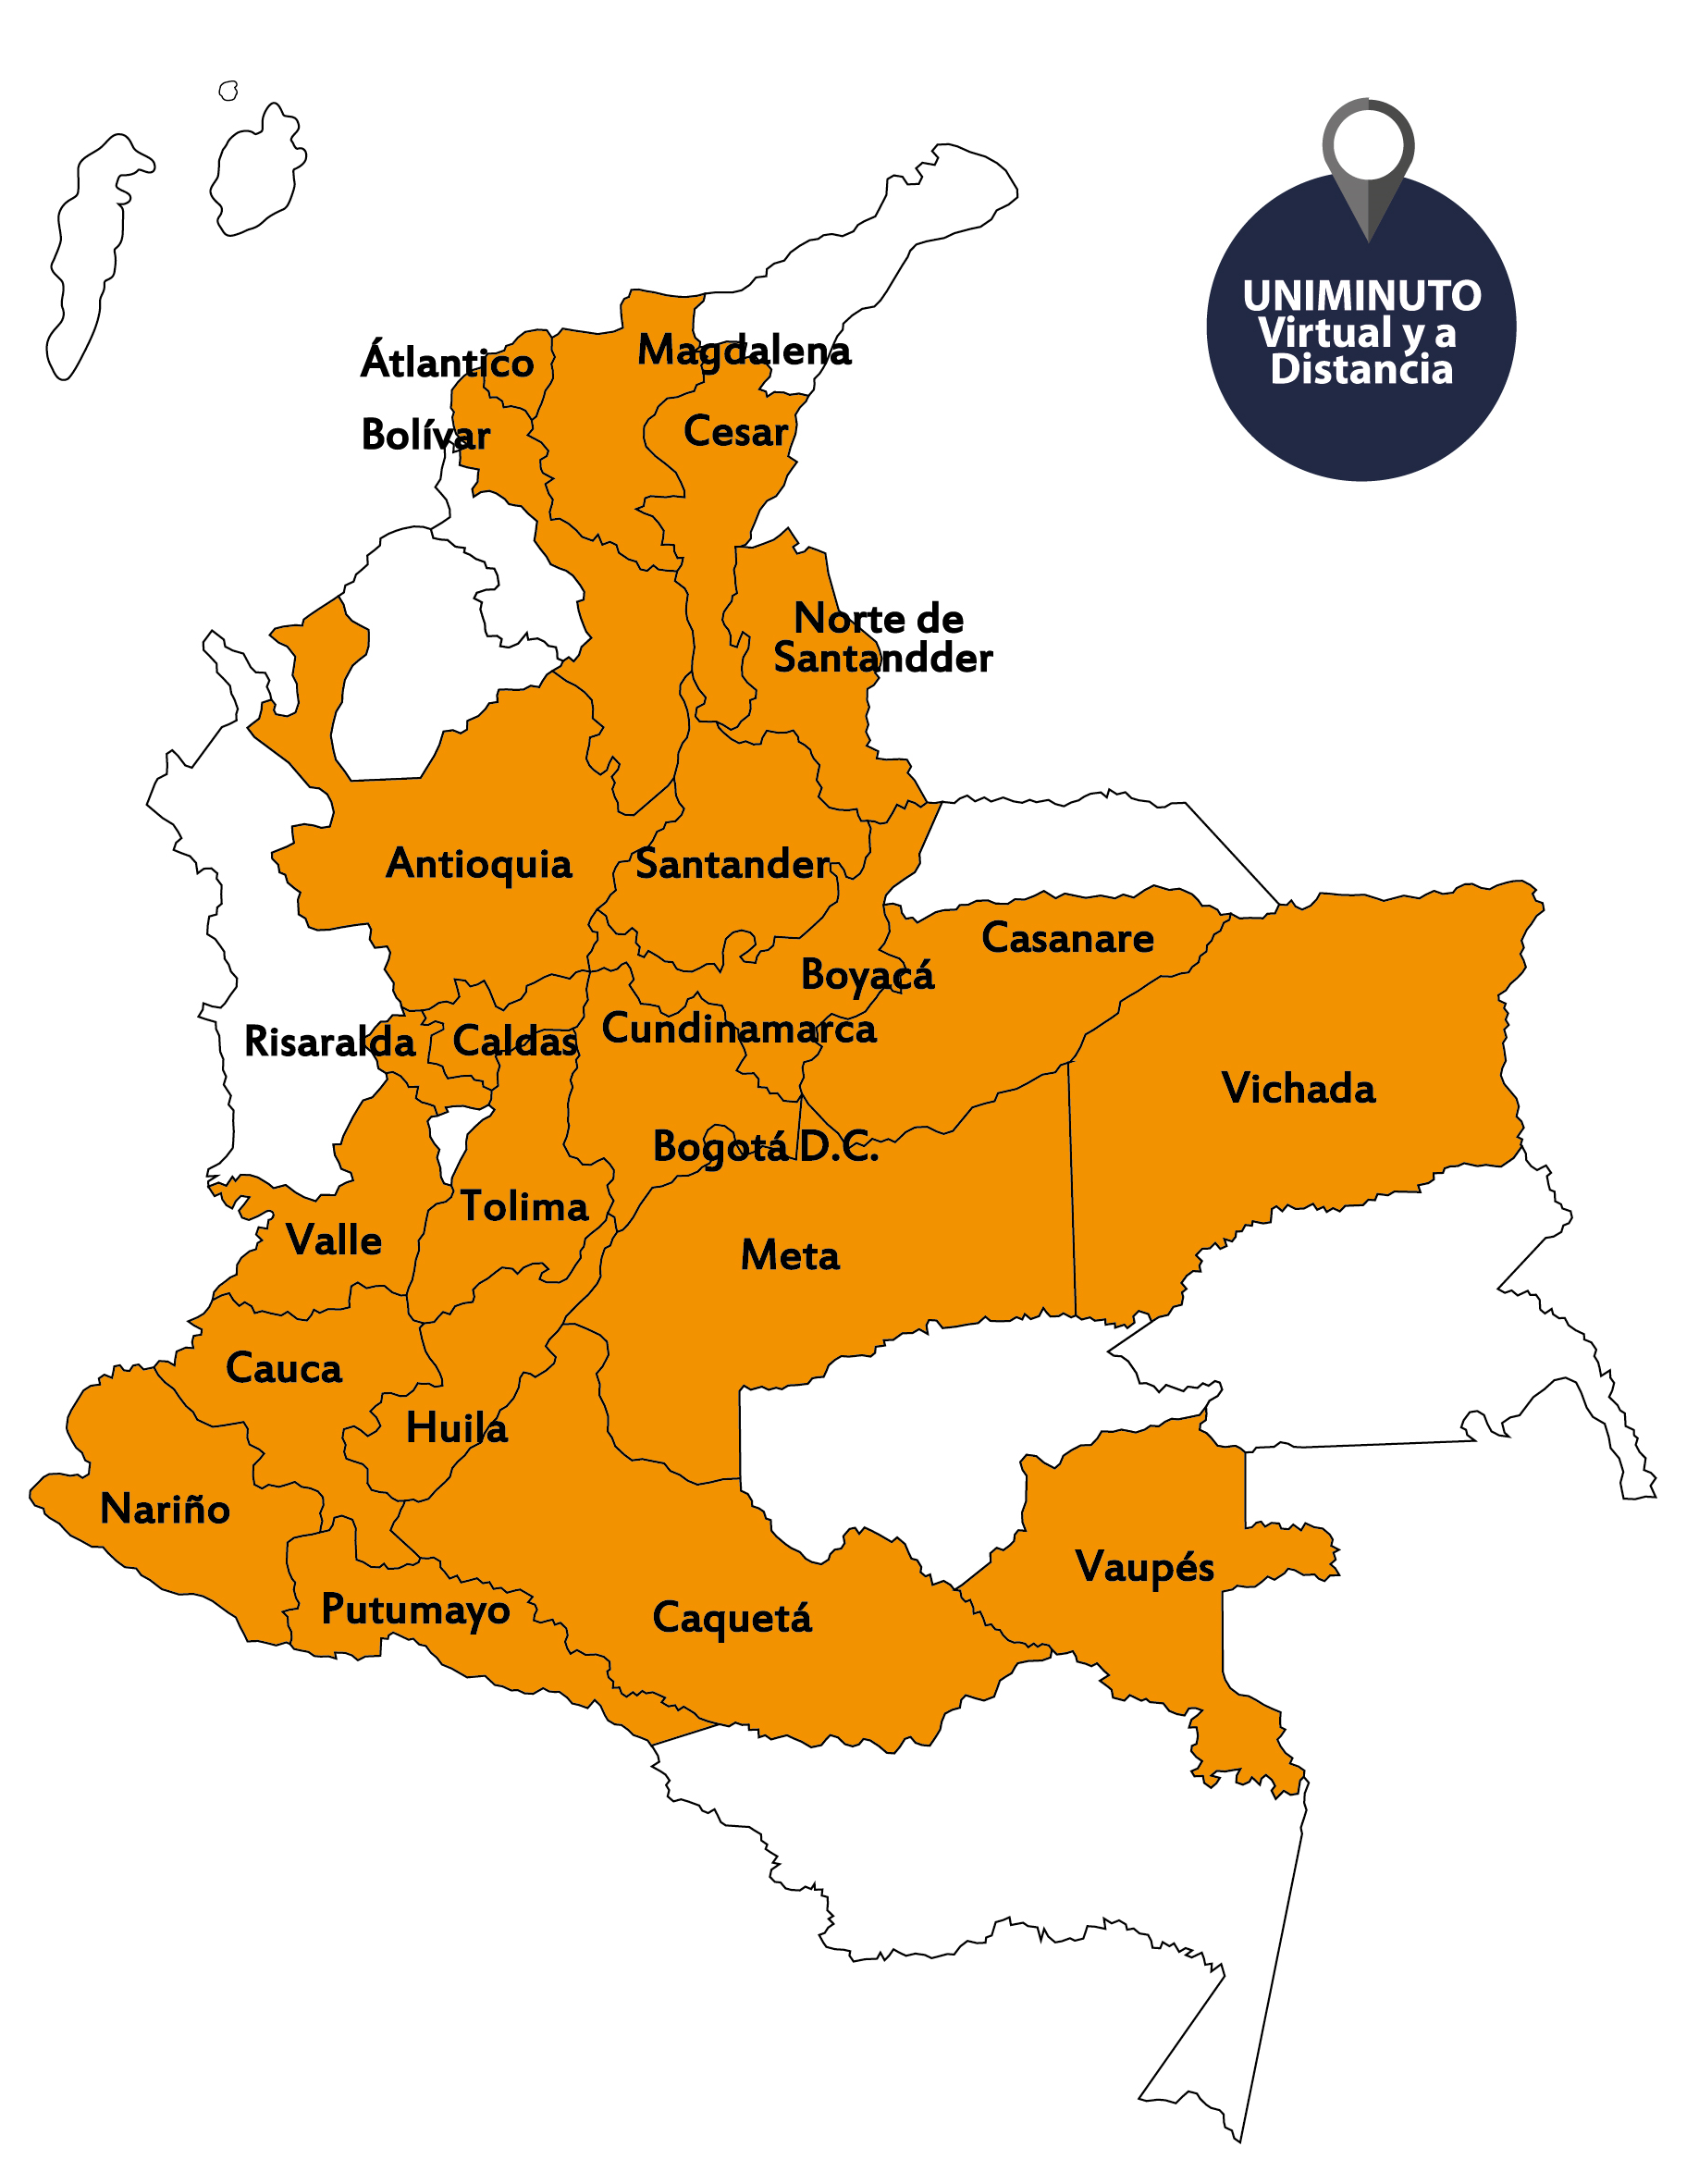 UNIMINUTO
Virtual y a
Distancia
Átlantico
Magdalena
Bolívar
Cesar
Norte de
Santandder
Antioquia
Santander
Casanare
Boyacá
Risaralda
Caldas
Cundinamarca
Vichada
Bogotá D.C.
Tolima
Valle
Meta
Cauca
Huila
Nariño
Vaupés
Putumayo
Caquetá